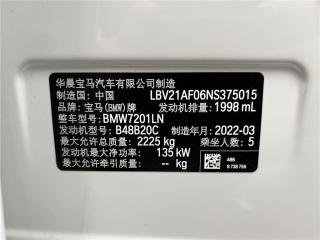 华晨宝马汽车有限公司制造
制造国：中国 LBV21AF06NS375015
品牌：宝马(BMW)牌 发动机排量：1998 mL
整车型号：BMW7201LN
发动机型号：B48B20C 制造年月：2022-03
最大允许总质量：2225 kg 乘坐人数：5
发动机最大净功率：135 kW
最大允许牵引质量：-- kg
A96
8 738 756